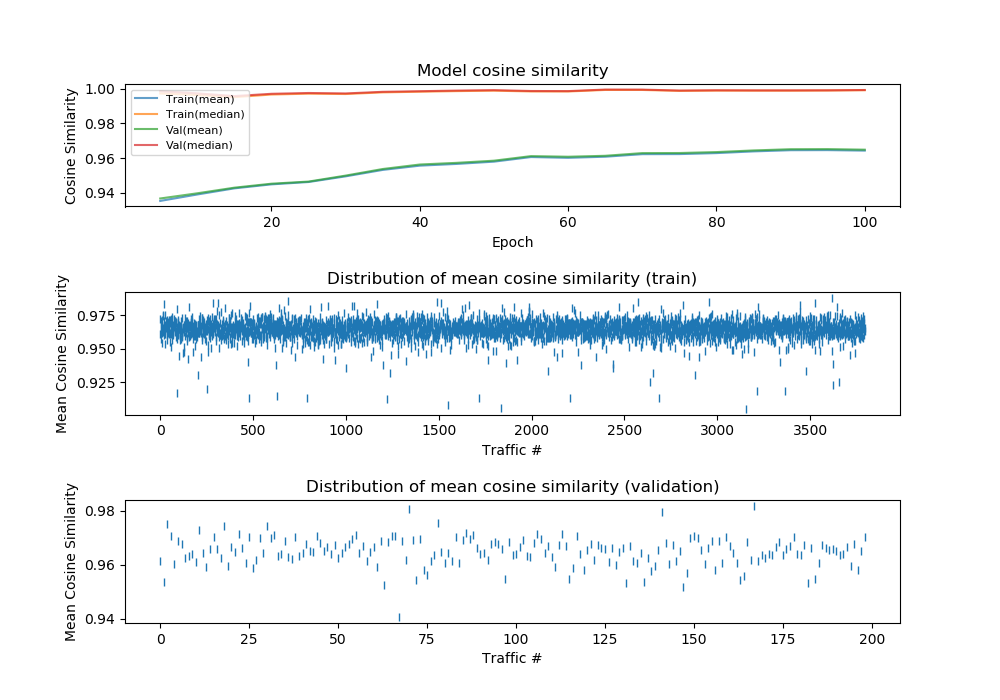 Model cosine similarity
Cosine Similarity
1.00
0.98
0.96
0.94
Train(mean)
Train(median)
Val(mean)
Val(median)
20 40 60 80 100
Epoch
Distribution of mean cosine similarity (train)
Mean Cosine Similarity
0.975
0.950
0.925
0 500 1000 1500 2000 2500 3000 3500
Traffic #
Distribution of mean cosine similarity (validation)
Mean Cosine Similarity
0.98
0.96
0.94
0 25 50 75 100 125 150 175 200
Traffic #